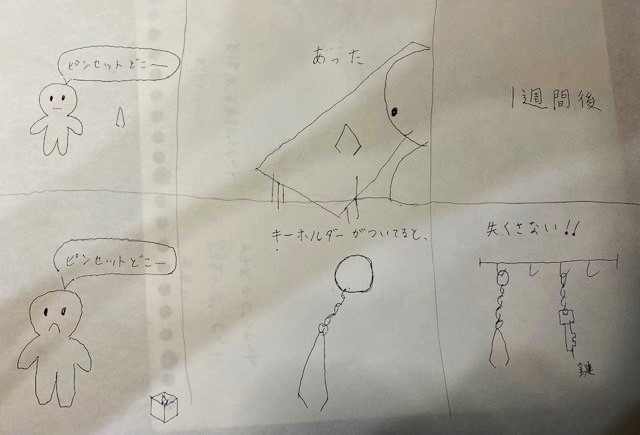 ピンセットどこー
あった
1週間後
ピンセットどこー
キーホルダーがついてると、
失くさない!!
鍵